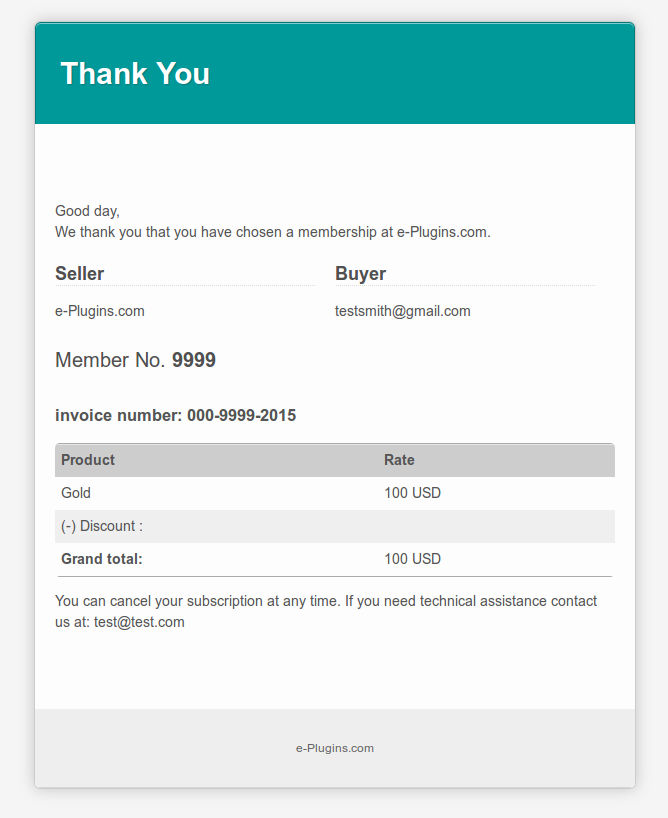 Thank You
Good day,
We thank you that you have chosen a membership at e-Plugins.com.
Seller Buyer
e-Plugins.com testsmith@gmail.com
Member No. 9999
invoice number: 000-9999-2015
Product Rate
Gold 100 USD
(-) Discount :
Grand total: 100 USD
You can cancel your subscription at any time. If you need technical assistance contact
us at: test@test.com
e-Plugins.com